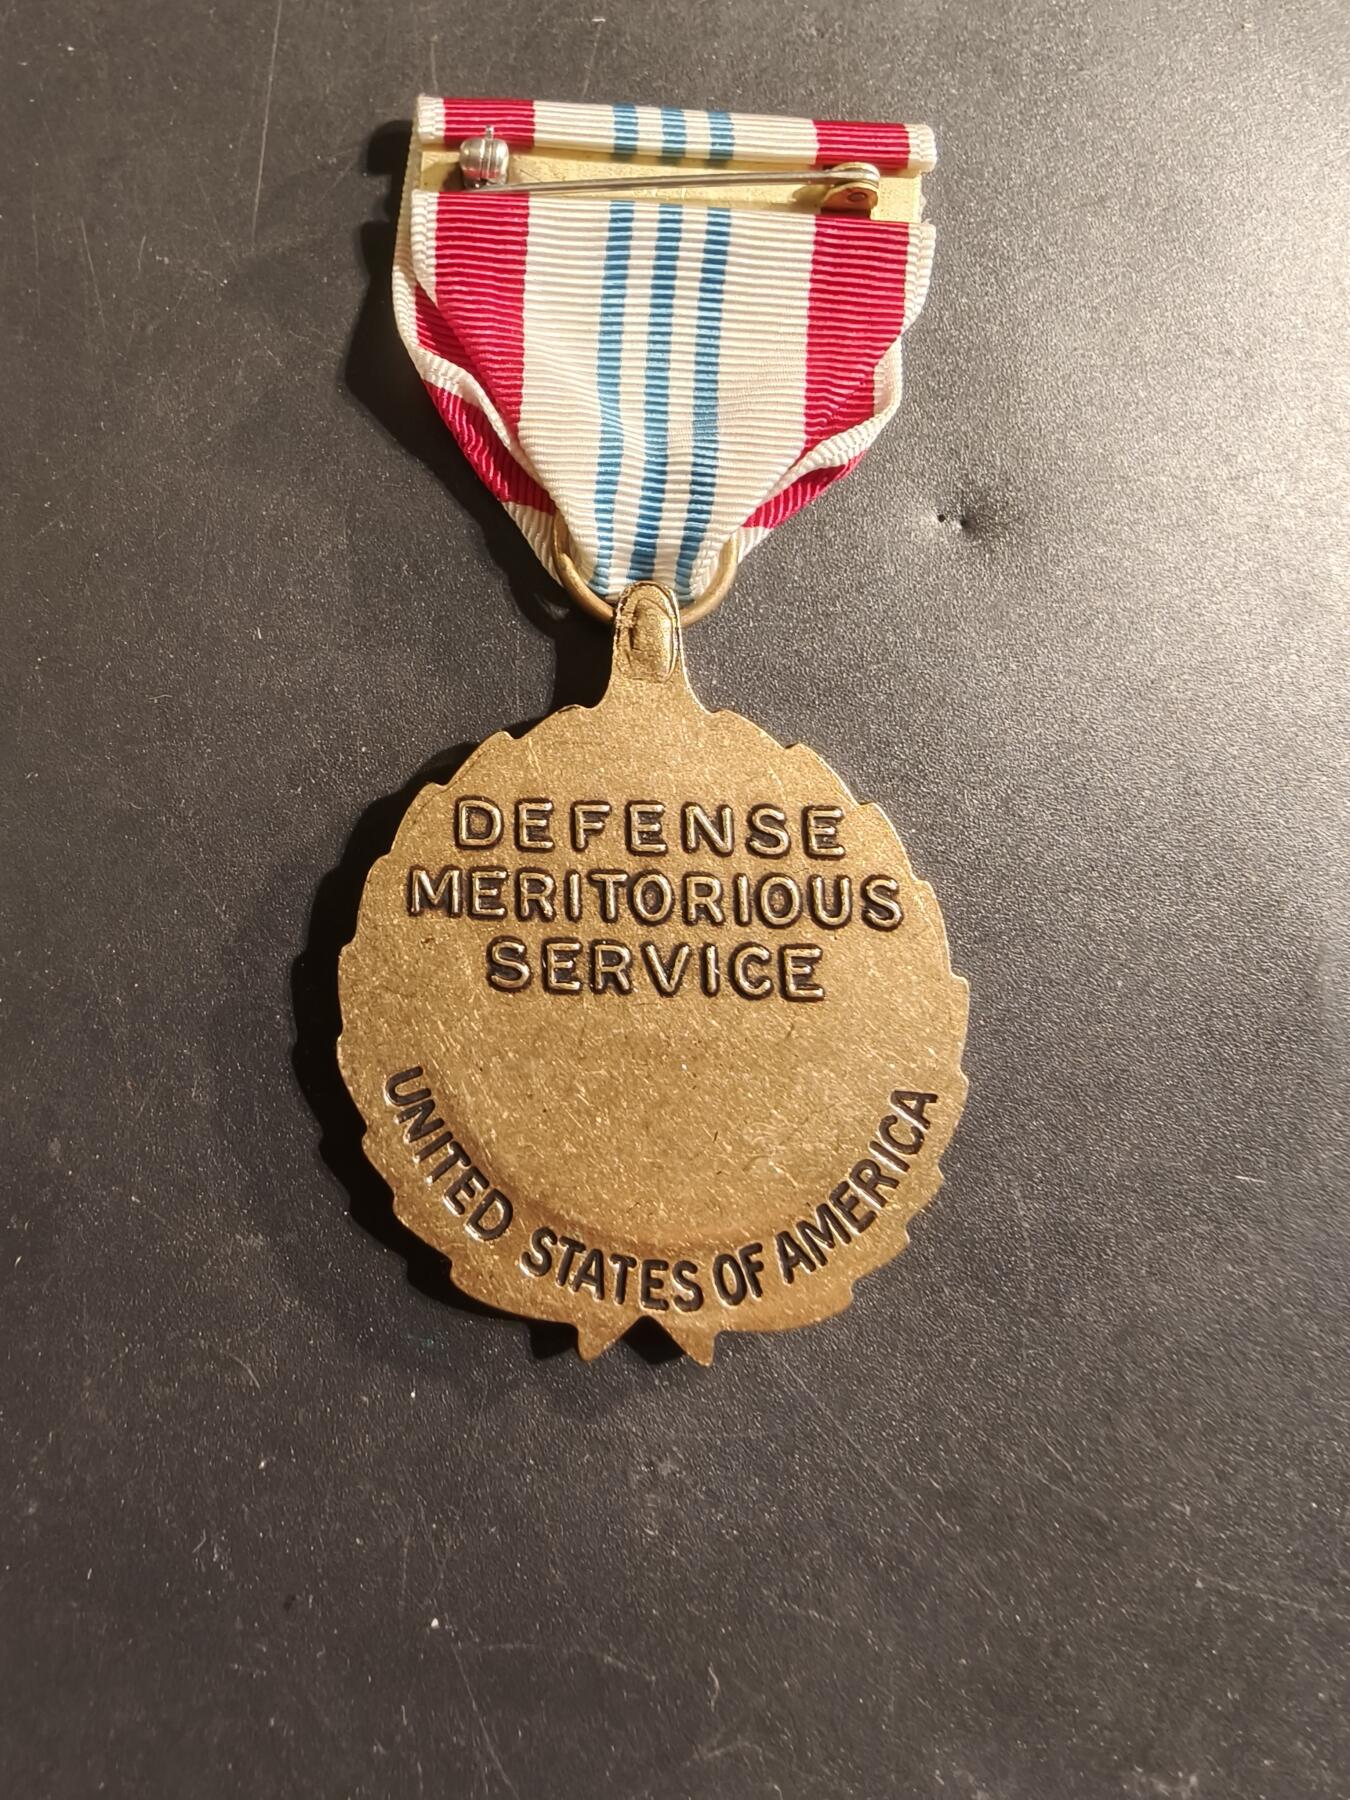 DEFENSE
MERITORIOUS
SERVICE
UNITED STATES OF AMERICA